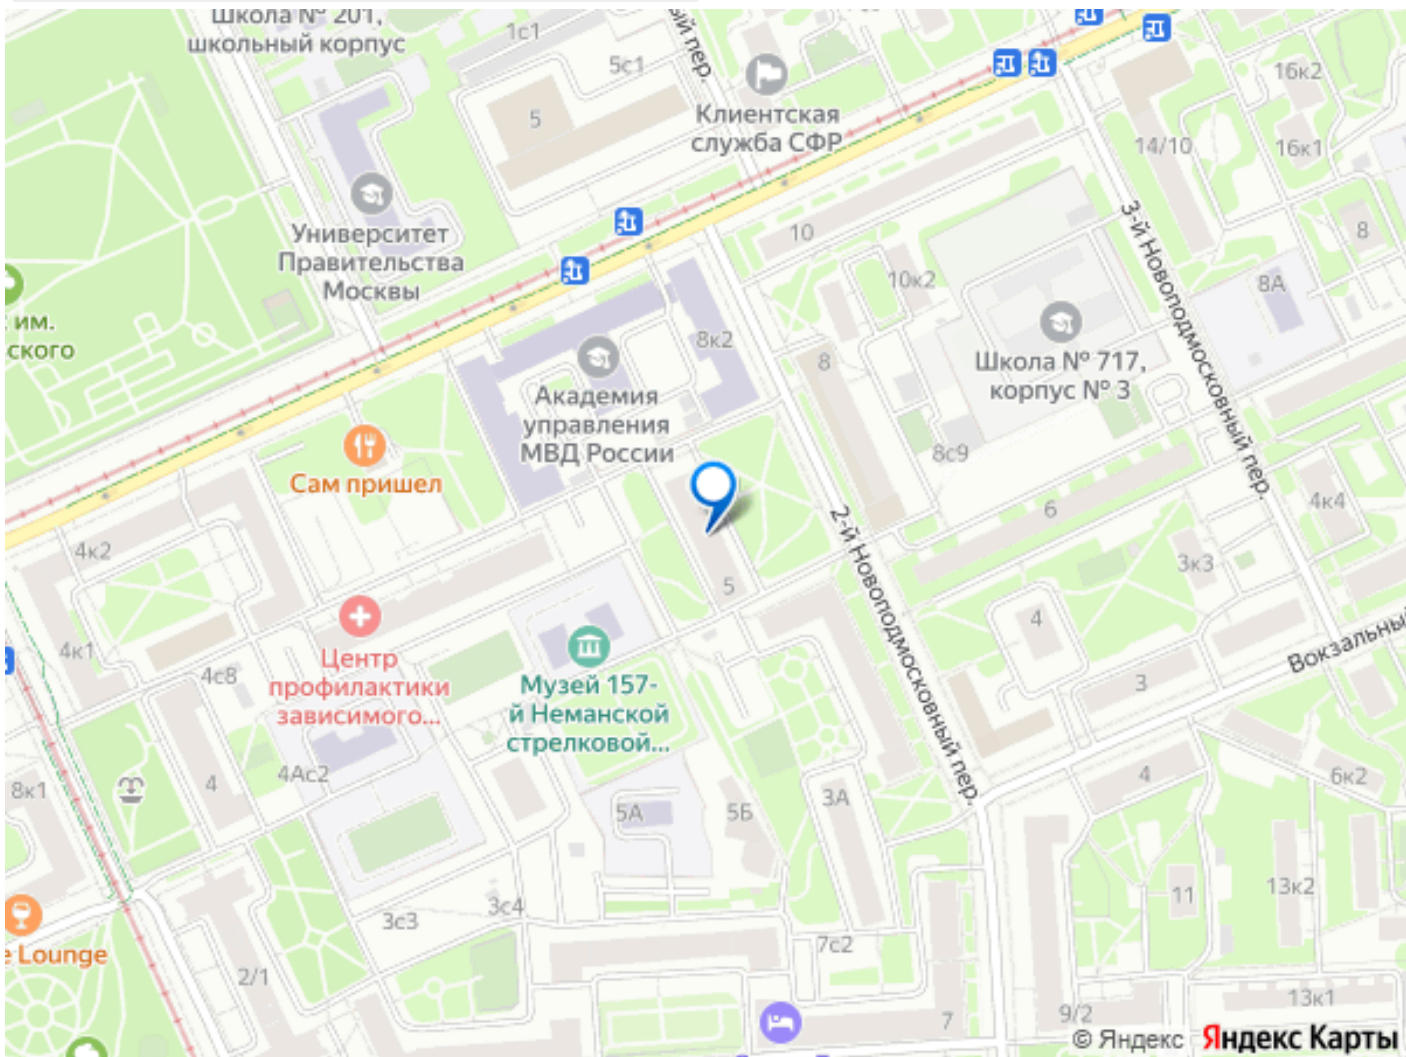 Школа № 201,
школьный корпус
1с1
5с1
5
ый пер.
Клиентская
служба СФР
16к2
16к1
14/10
Университет
Правительства
Москвы
10
10к2
3-й Новоподмосковный пер.
8
8А
им.
ского
8к2
8
Школа № 717,
корпус № 3
Академия
управления
МВД России
Сам пришел
8с9
4к4
4к2
6
2-й Новоподмосковный пер.
3к3
5
4
4к1
4с8
Центр
профилактики
зависимого...
Музей 157-
й Неманской
стрелковой...
Вокзальны
3
8к1
4
4Ас2
5А
5Б
3А
4
6к2
11
13к2
3с3
3с4
e Lounge
7с2
2/1
7
9/2
13к1
© Яндекс Яндекс Карты